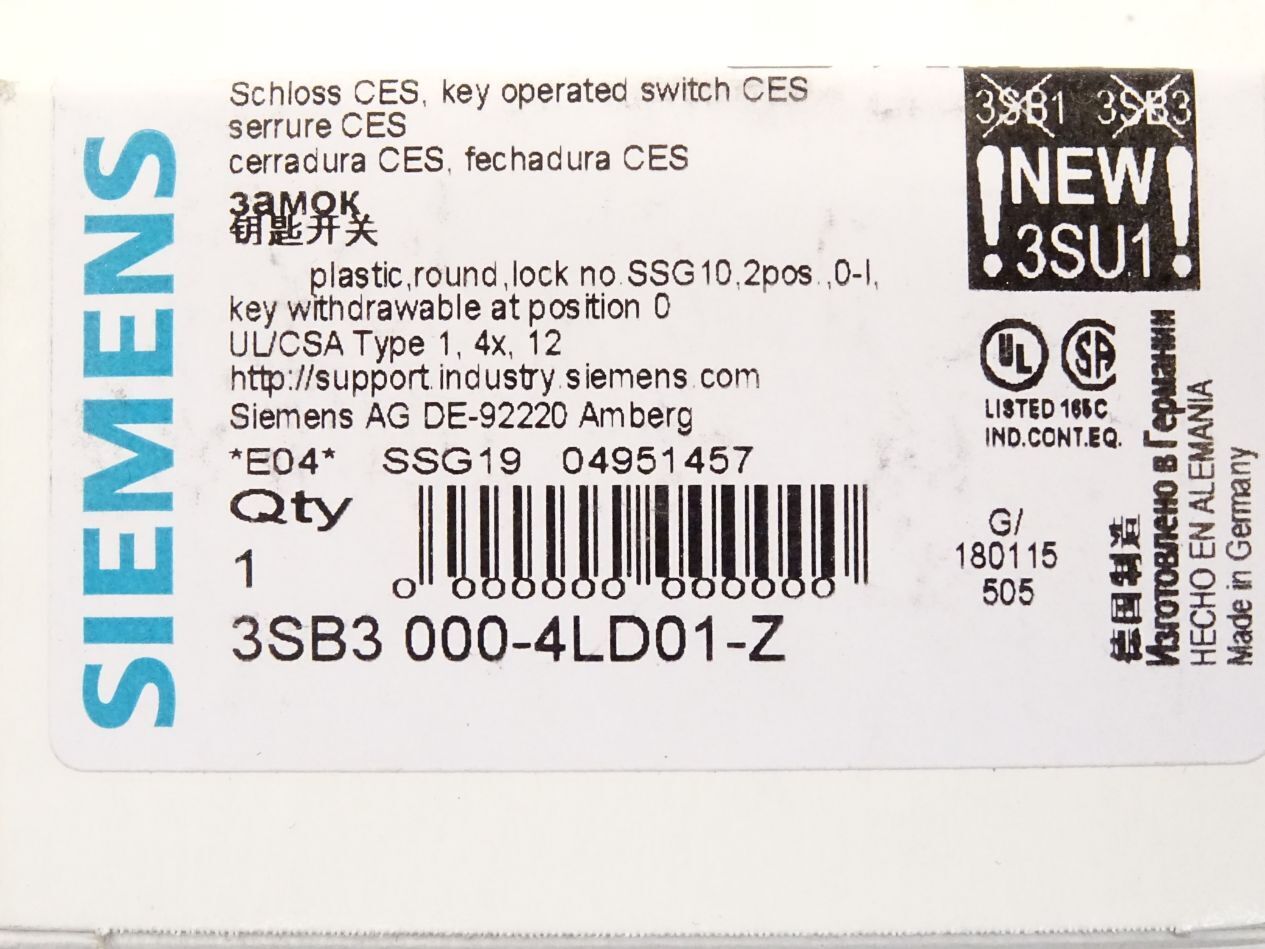 SIEMENS
Schloss CES, key operated switch CES
serrure CES
cerradura CES, fechadura CES
замок
钥匙开关
plastic,round,lock no.SSG10,2pos.,0-I,
key withdrawable at position 0
UL/CSA Type 1, 4x, 12
http://support.industry.siemens.com
Siemens AG DE-92220 Amberg
*E04* SSG19 04951457
Qty
1
0 000000 000000
3SB3 000-4LD01-Z
3SB1 3SB3
! NEW !
3SU1
UL SA
LISTED 165C
IND.CONT.EQ.
G/
180115
505
德国制造
Изготовлено в Германии
HECHO EN ALEMANIA
Made in Germany